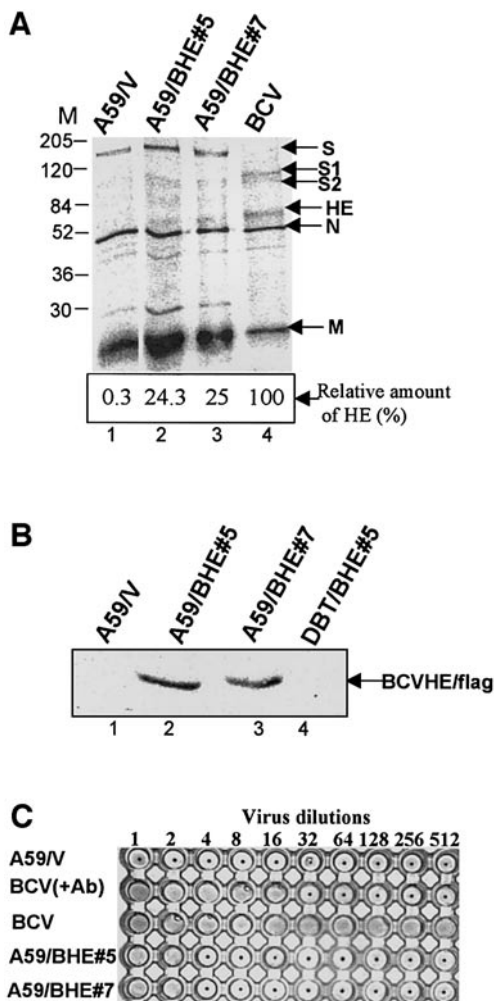 A
A59/V
A59/BHE#5
A59/BHE#7
BCV
M
205
120
84
52
36
30
S
S1
S2
HE
N
M
0.3 24.3 25 100
Relative amount
of HE (%)
1 2 3 4
B
A59/V
A59/BHE#5
A59/BHE#7
DBT/BHE#5
BCVHE/flag
1 2 3 4
C
Virus dilutions
1 2 4 8 16 32 64 128 256 512
A59/V
BCV(+Ab)
BCV
A59/BHE#5
A59/BHE#7